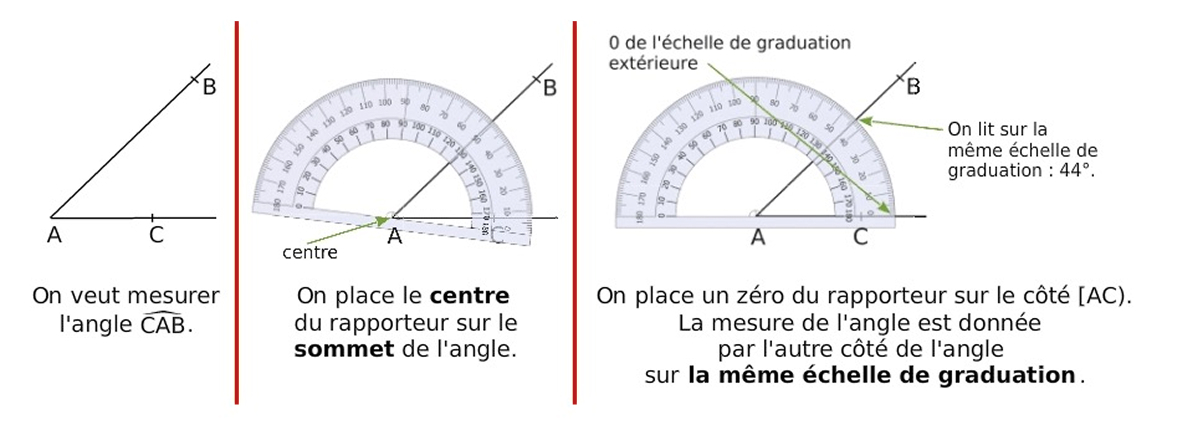 B
A
C
On veut mesurer
l'angle CAB.
B
A
C
centre
On place le centre
du rapporteur sur le
sommet de l'angle.
0 de l'échelle de graduation
extérieure
B
On lit sur la
même échelle de
graduation : 44°.
A
C
On place un zéro du rapporteur sur le côté [AC).
La mesure de l'angle est donnée
par l'autre côté de l'angle
sur la même échelle de graduation.